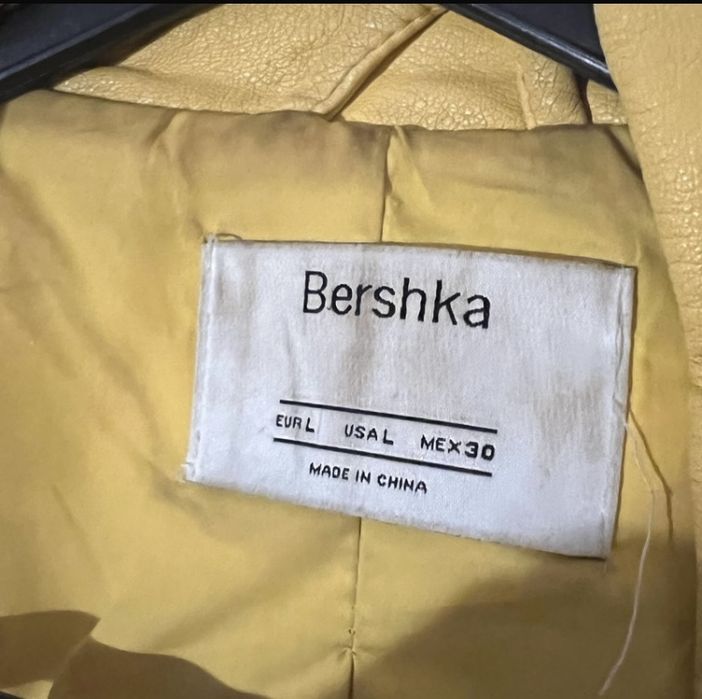 Bershka
EUR L USA L MEX 30
MADE IN CHINA